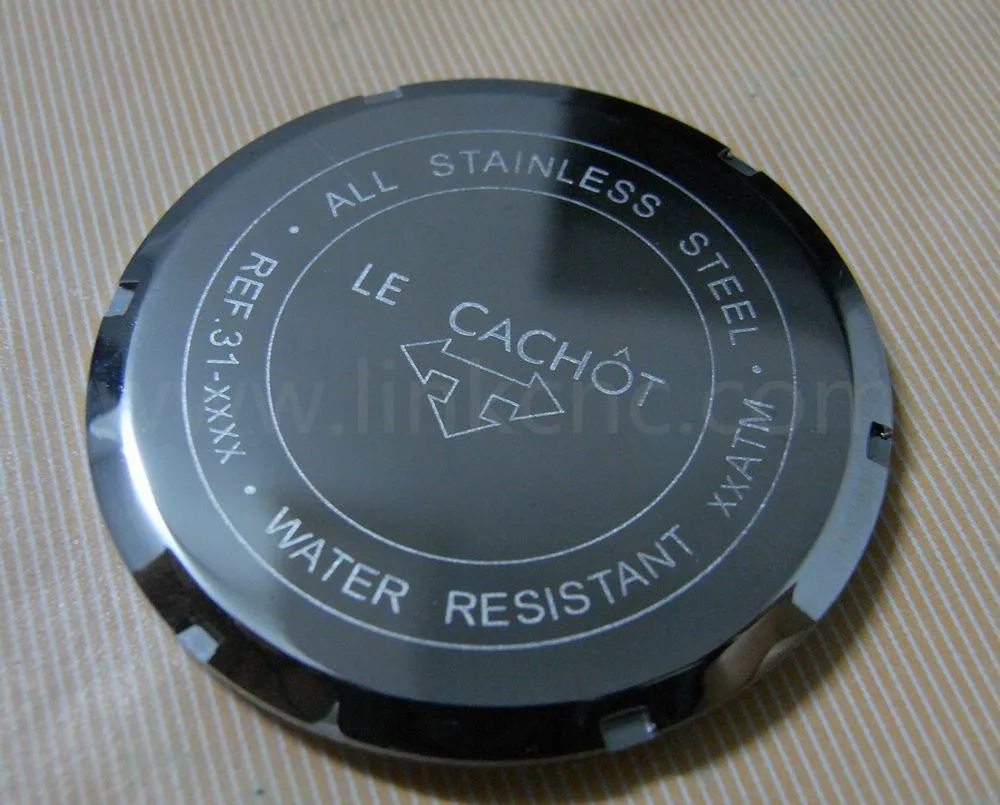 LE CACHÔT
• ALL STAINLESS STEEL • xxATM WATER RESISTANT • REF.31-xxxx
www.linkcnc.com